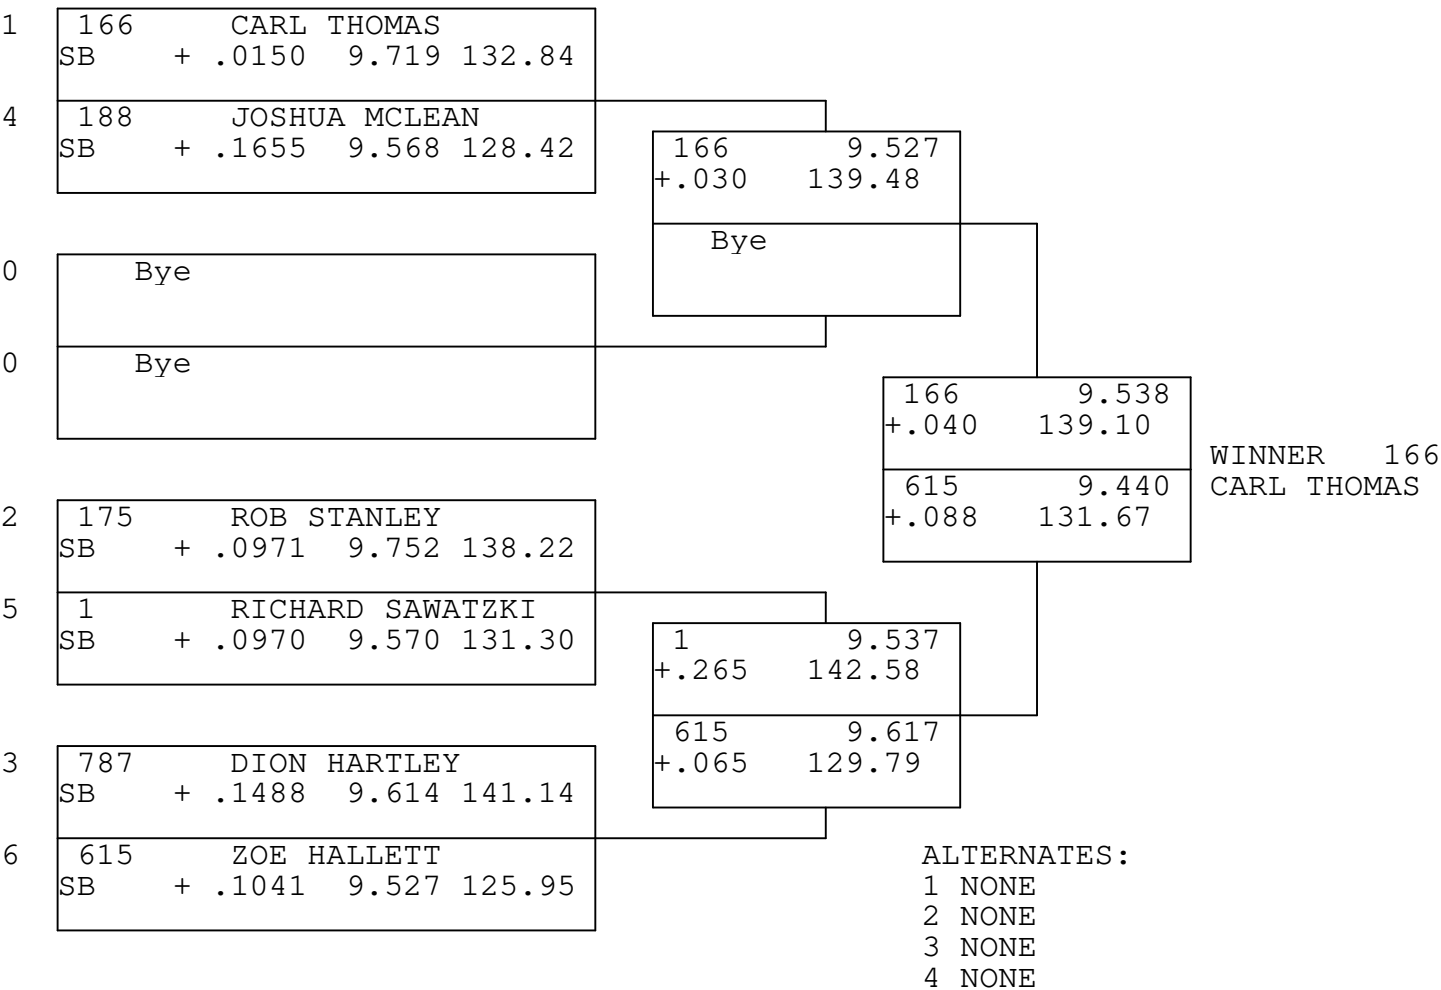 1 166 CARL THOMAS
SB + .0150 9.719 132.84
4 188 JOSHUA MCLEAN
SB + .1655 9.568 128.42
166 9.527
+.030 139.48
Bye
0 Bye
0 Bye
166 9.538
+.040 139.10
615 9.440
+.088 131.67
WINNER 166
CARL THOMAS
2 175 ROB STANLEY
SB + .0971 9.752 138.22
5 1 RICHARD SAWATZKI
SB + .0970 9.570 131.30
1 9.537
+.265 142.58
615 9.617
+.065 129.79
3 787 DION HARTLEY
SB + .1488 9.614 141.14
6 615 ZOE HALLETT
SB + .1041 9.527 125.95
ALTERNATES:
1 NONE
2 NONE
3 NONE
4 NONE